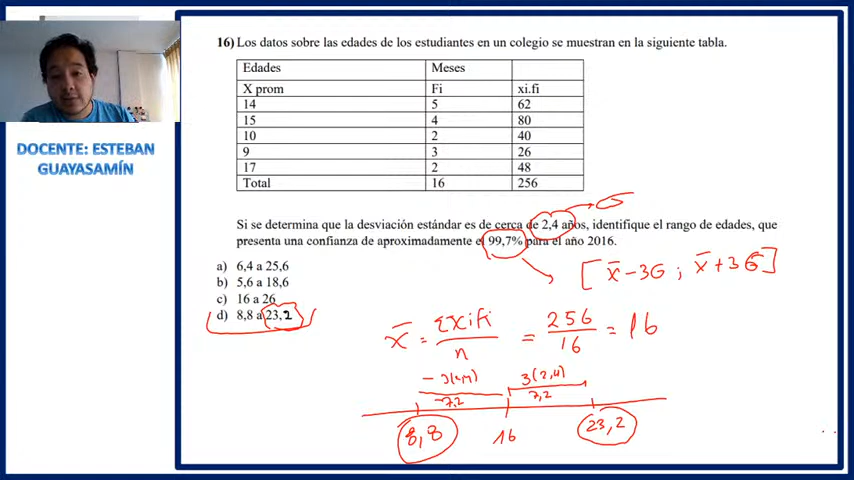 16) Los datos sobre las edades de los estudiantes en un colegio se muestran en la siguiente tabla.
Edades Meses
X prom Fi xi.fi
14 5 62
15 4 80
10 2 40
9 3 26
17 2 48
Total 16 256
DOCENTE: ESTEBAN
GUAYASAMÍN
Si se determina que la desviación estándar es de cerca de 2,4 años, identifique el rango de edades, que
presenta una confianza de aproximadamente el 99,7% para el año 2016.
σ
a) 6,4 a 25,6
b) 5,6 a 18,6
c) 16 a 26
d) 8,8 a 23,2
[x̄ - 3σ ; x̄ + 3σ]
x̄ = Σxifi / n = 256 / 16 = 16
3(2,4)
-7,2 7,2
8,8 16 23,2